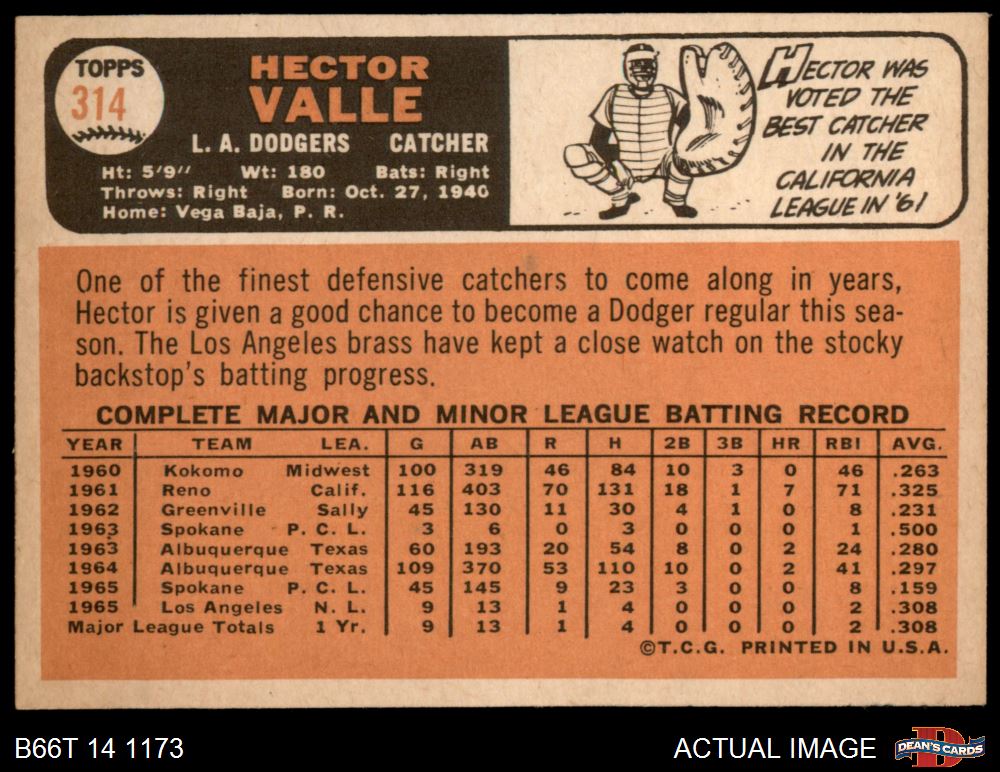 TOPPS
314
HECTOR
VALLE
L. A. DODGERS CATCHER
Ht: 5'9" Wt: 180 Bats: Right
Throws: Right Born: Oct. 27, 1940
Home: Vega Baja, P. R.
HECTOR WAS
VOTED THE
BEST CATCHER
IN THE
CALIFORNIA
LEAGUE IN '61
One of the finest defensive catchers to come along in years,
Hector is given a good chance to become a Dodger regular this sea-
son. The Los Angeles brass have kept a close watch on the stocky
backstop's batting progress.
COMPLETE MAJOR AND MINOR LEAGUE BATTING RECORD
YEAR TEAM LEA. G AB R H 2B 3B HR RBI AVG.
1960 Kokomo Midwest 100 319 46 84 10 3 0 46 .263
1961 Reno Calif. 116 403 70 131 18 1 7 71 .325
1962 Greenville Sally 45 130 11 30 4 1 0 8 .231
1963 Spokane P. C. L. 3 6 0 3 0 0 0 1 .500
1963 Albuquerque Texas 60 193 20 54 8 0 2 24 .280
1964 Albuquerque Texas 109 370 53 110 10 0 2 41 .297
1965 Spokane P. C. L. 45 145 9 23 3 0 0 8 .159
1965 Los Angeles N. L. 9 13 1 4 0 0 0 2 .308
Major League Totals 1 Yr. 9 13 1 4 0 0 0 2 .308
©T.C.G. PRINTED IN U.S.A.
B66T 14 1173
ACTUAL IMAGE
D
DEAN'S CARDS